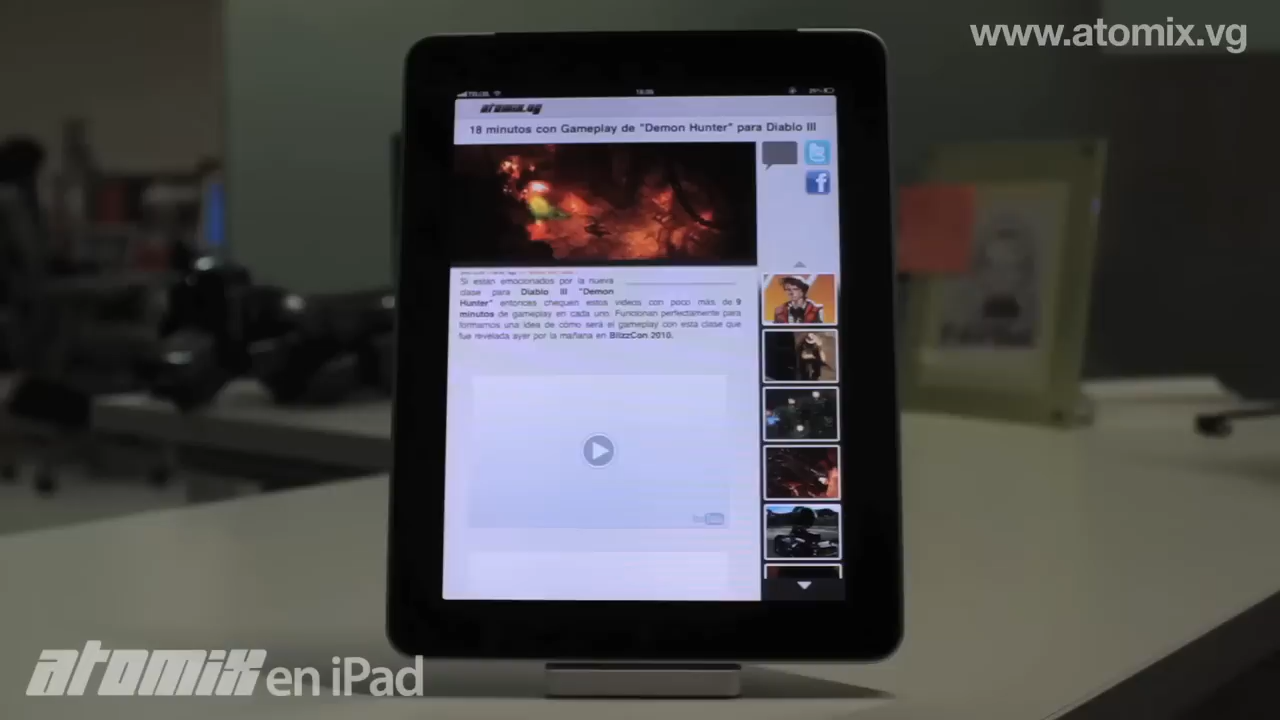 www.atomix.vg
TELCEL
atomix.vg
18 minutos con Gameplay de "Demon Hunter" para Diablo III
Si están emocionados por la nueva
clase para Diablo III "Demon
Hunter" entonces chequen estos videos con poco más de 9
minutos de gameplay en cada uno. Funcionan perfectamente para
formarnos una idea de cómo será el gameplay con esta clase que
fue revelada ayer por la mañana en BlizzCon 2010.
YouTube
atomix en iPad